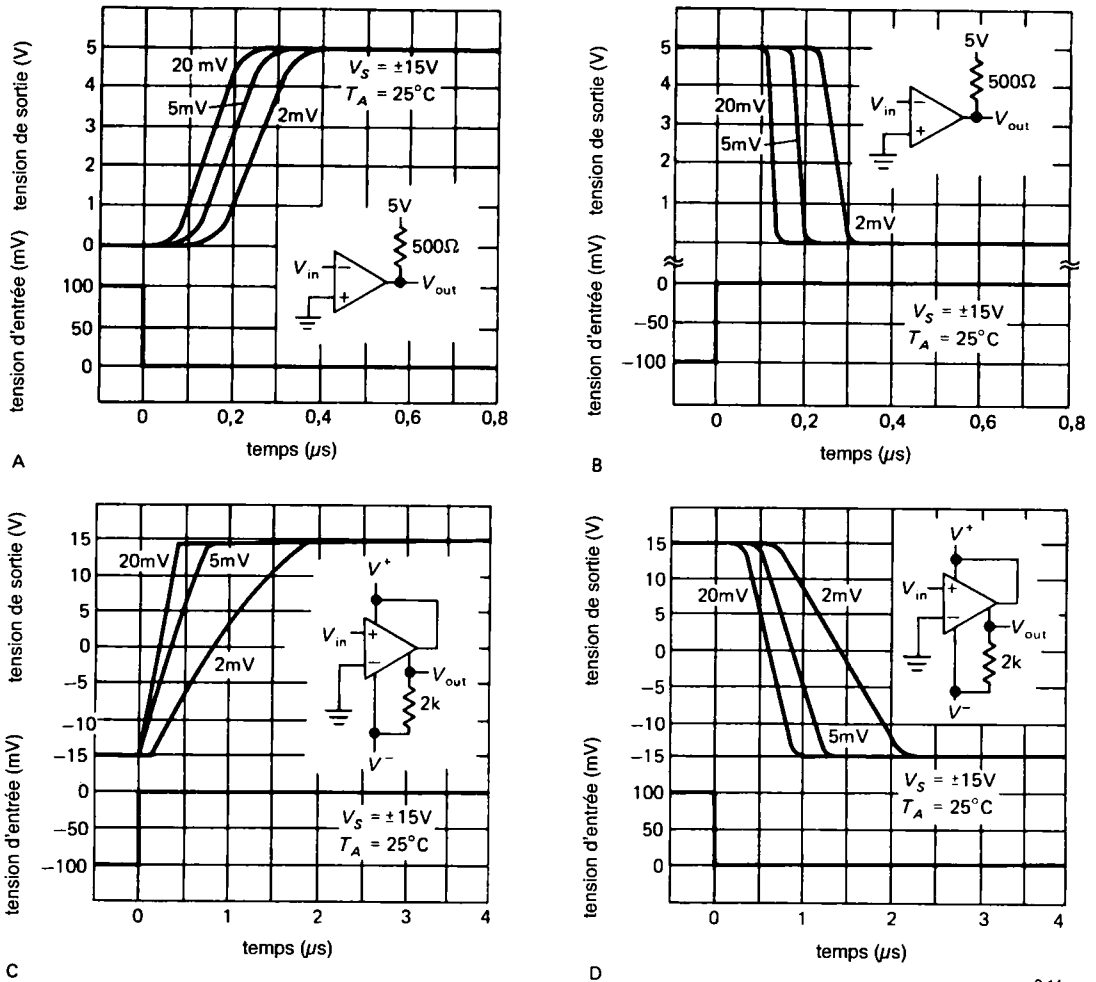 tension de sortie (V)
5
4
3
2
1
0
20 mV
5mV
2mV
V_S = ±15V
T_A = 25°C
5V
500Ω
V_in
−
+
V_out
tension d'entrée (mV)
100
50
0
0 0,2 0,4 0,6 0,8
temps (µs)
A
tension de sortie (V)
5
4
3
2
1
20mV
5mV
2mV
5V
500Ω
V_in
−
+
V_out
tension d'entrée (mV)
0
−50
−100
V_S = ±15V
T_A = 25°C
0 0,2 0,4 0,6 0,8
temps (µs)
B
tension de sortie (V)
15
10
5
0
−5
−10
−15
20mV
5mV
2mV
V+
V_in
+
−
V_out
2k
V−
tension d'entrée (mV)
0
−50
−100
V_S = ±15V
T_A = 25°C
0 1 2 3 4
temps (µs)
C
tension de sortie (V)
15
10
5
0
−5
−10
−15
20mV
2mV
5mV
V+
V_in
+
−
V_out
2k
V−
tension d'entrée (mV)
100
50
0
V_S = ±15V
T_A = 25°C
0 1 2 3 4
temps (µs)
D